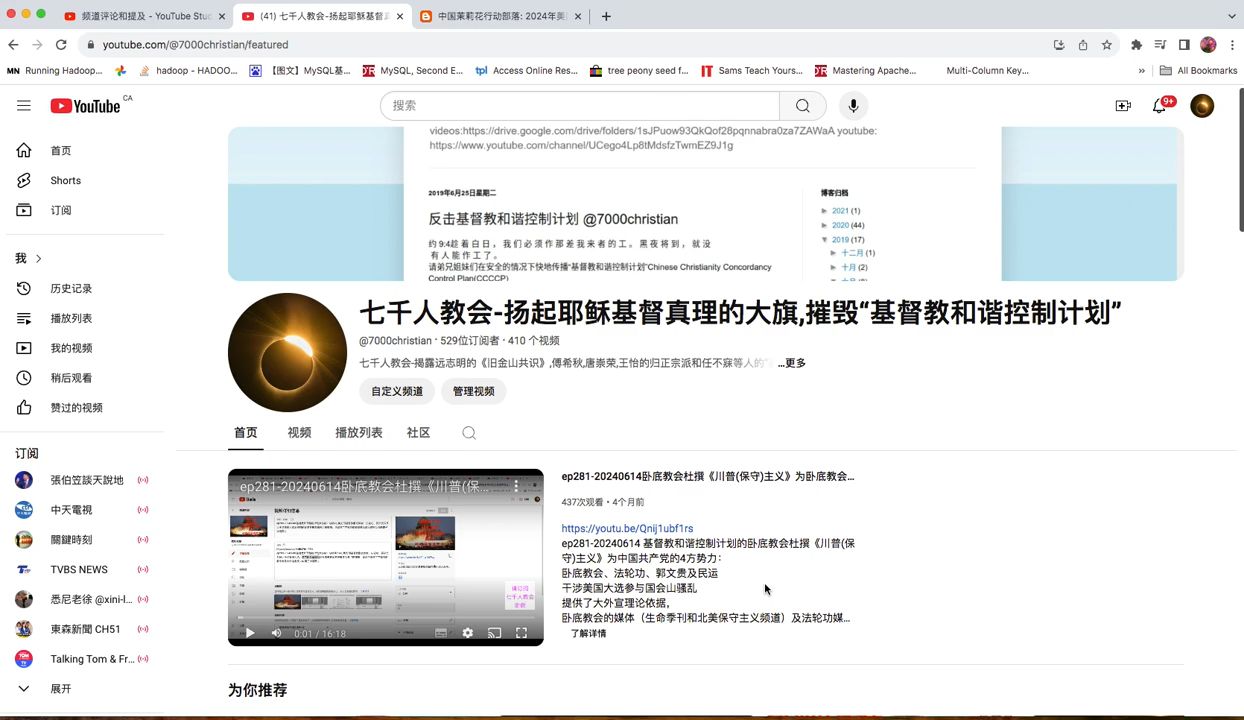 频道评论和提及 - YouTube Stu
(41) 七千人教会-扬起耶稣基督真
中国茉莉花行动部落: 2024年美
youtube.com/@7000christian/featured
MN Running Hadoop...
hadoop - HADOO...
【图文】MySQL基...
MySQL, Second E...
tpl Access Online Res...
tree peony seed f...
Sams Teach Yours...
Mastering Apache...
Multi-Column Key...
»
All Bookmarks
YouTube CA
搜索
9+
首页
Shorts
订阅
我
历史记录
播放列表
我的视频
稍后观看
赞过的视频
订阅
張伯笠談天說地
中天電視
關鍵時刻
TVBS NEWS
悉尼老徐 @xini-l...
東森新聞 CH51
Talking Tom & Fr...
展开
videos:https://drive.google.com/drive/folders/1sJPuow93QkQof28pqnnabra0za7ZAWaA youtube:
https://www.youtube.com/channel/UCego4Lp8tMdsfzTwmEZ9J1g
2019年6月25日星期二
反击基督教和谐控制计划 @7000christian
约 9:4趁 着 白 日 ， 我 们 必 须 作 那 差 我 来 者 的 工 。 黑 夜 将 到 ， 就 没
有 人 能 作 工 了 。
请弟兄姐妹们在安全的情况下快地传播“基督教和谐控制计划”Chinese Christianity Concordancy
Control Plan(CCCCP)
博客归档
► 2021 (1)
► 2020 (44)
▼ 2019 (17)
► 十二月 (1)
► 十月 (2)
七千人教会-扬起耶稣基督真理的大旗,摧毁“基督教和谐控制计划”
@7000christian · 529位订阅者 · 410 个视频
七千人教会-揭露远志明的《旧金山共识》,傅希秋,唐崇荣,王怡的归正宗派和任不寐等人的“ ...更多
自定义频道
管理视频
首页
视频
播放列表
社区
ep281-20240614卧底教会杜撰《川普(保...
请订阅
七千人教会
0:01 / 16:18
ep281-20240614卧底教会杜撰《川普(保守)主义》为卧底教会...
437次观看 • 4个月前
https://youtu.be/Qnij1ubf1rs
ep281-20240614 基督教和谐控制计划的卧底教会杜撰《川普(保
守)主义》为中国共产党的4方势力：
卧底教会、法轮功、郭文贵及民运
干涉美国大选参与国会山骚乱
提供了大外宣理论依据，
卧底教会的媒体（生命季刊和北美保守主义频道）及法轮功媒...
了解详情
为你推荐